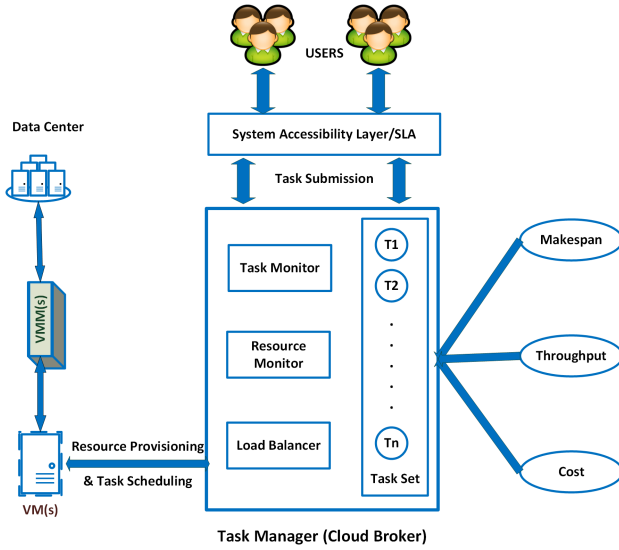 USERS
System Accessibility Layer/SLA
Data Center
Task Submission
T1
Makespan
Task Monitor
T2
VMM(s)
.
.
Resource
Monitor
.
Throughput
.
.
Load Balancer
Tn
Resource Provisioning
& Task Scheduling
Task Set
Cost
VM(s)
Task Manager (Cloud Broker)